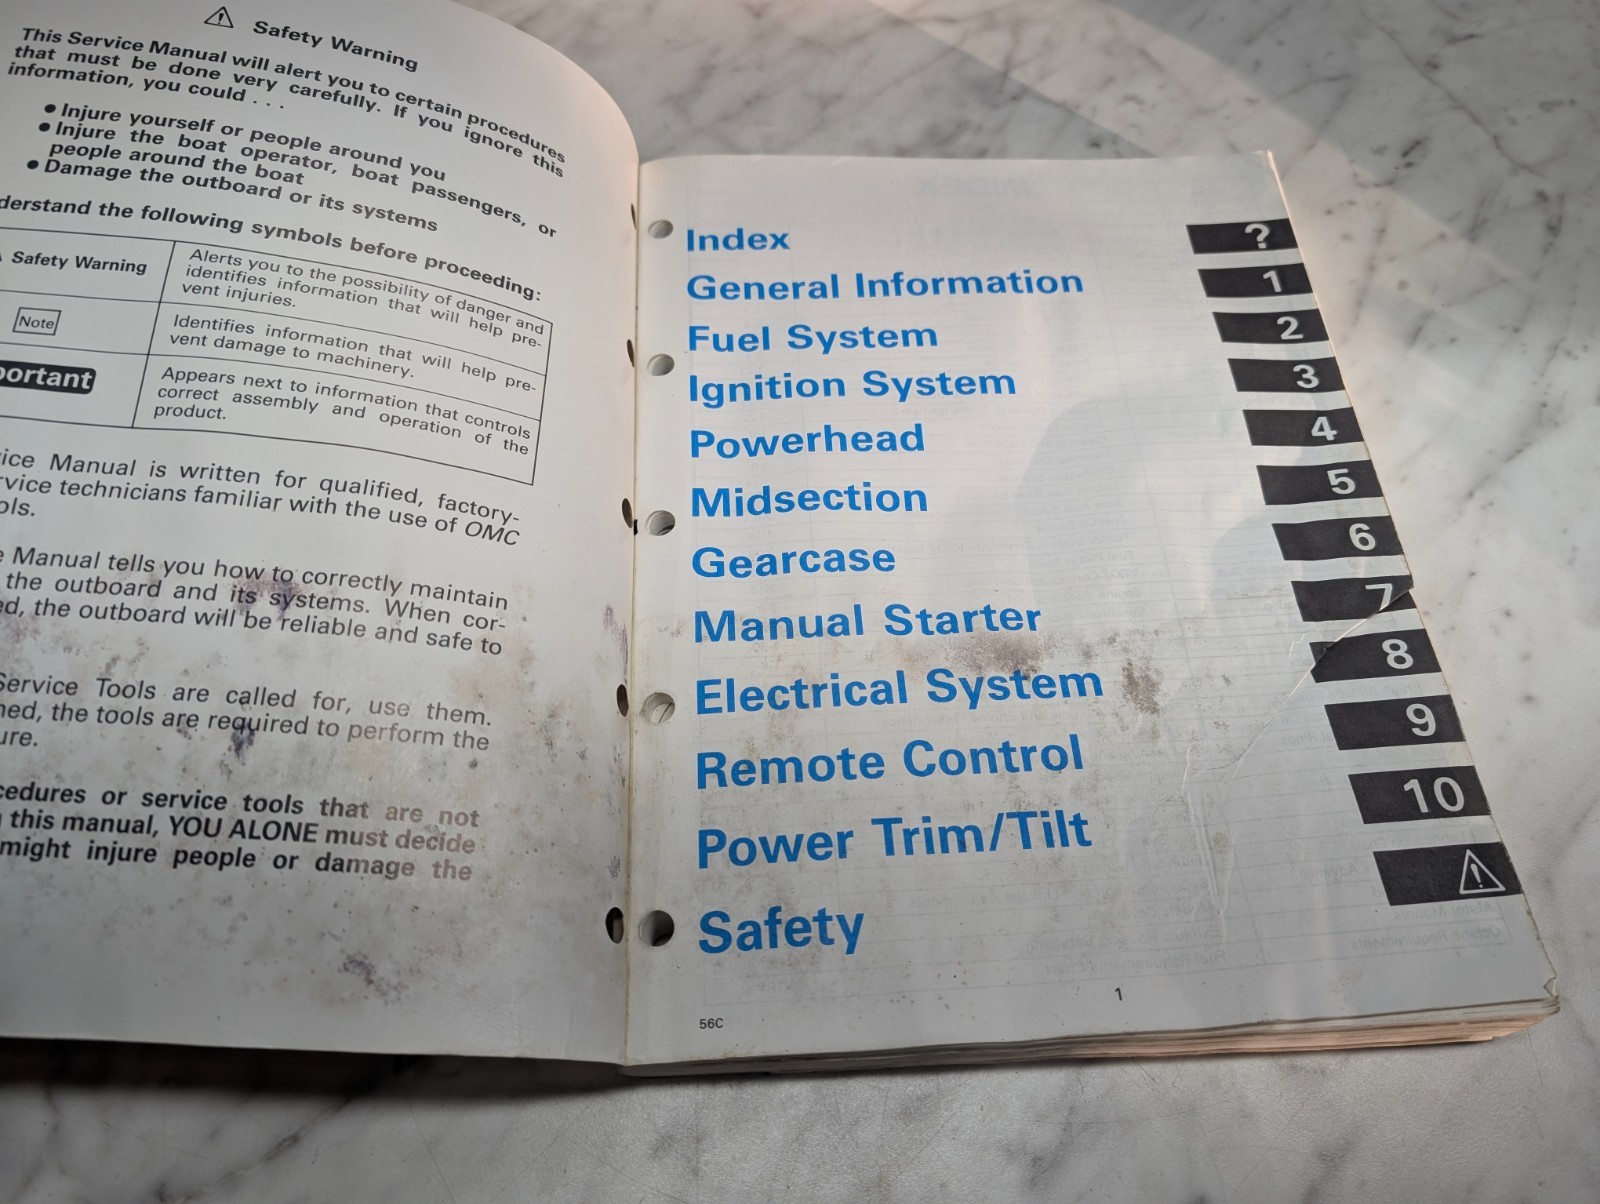 ⚠ Safety Warning
This Service Manual will alert you to certain procedures
that must be done very carefully. If you ignore this
information, you could . . .
● Injure yourself or people around you
● Injure the boat operator, boat passengers, or
people around the boat
● Damage the outboard or its systems
derstand the following symbols before proceeding:
Safety Warning
Alerts you to the possibility of danger and
identifies information that will help pre-
vent injuries.
Note
Identifies information that will help pre-
vent damage to machinery.
portant
Appears next to information that controls
correct assembly and operation of the
product.
ice Manual is written for qualified, factory-
rvice technicians familiar with the use of OMC
ols.
e Manual tells you how to correctly maintain
the outboard and its systems. When cor-
ed, the outboard will be reliable and safe to
Service Tools are called for, use them.
ned, the tools are required to perform the
ure.
cedures or service tools that are not
this manual, YOU ALONE must decide
might injure people or damage the
Index ?
General Information 1
Fuel System 2
Ignition System 3
Powerhead 4
Midsection 5
Gearcase 6
Manual Starter 7
Electrical System 8
Remote Control 9
Power Trim/Tilt 10
Safety ⚠
1
56C